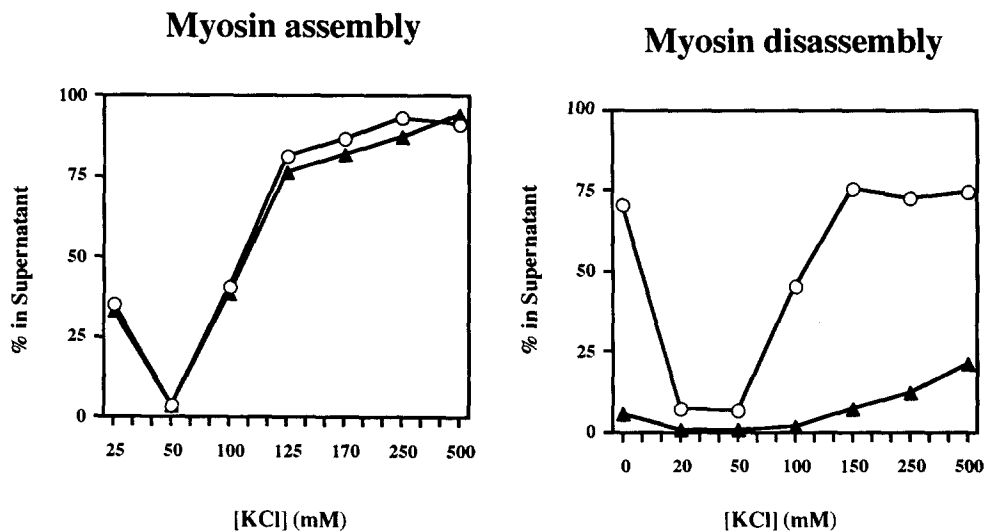 Myosin assembly
% in Supernatant
100
75
50
25
0
25 50 100 125 170 250 500
[KCl] (mM)
Myosin disassembly
% in Supernatant
100
75
50
25
0
0 20 50 100 150 250 500
[KCl] (mM)